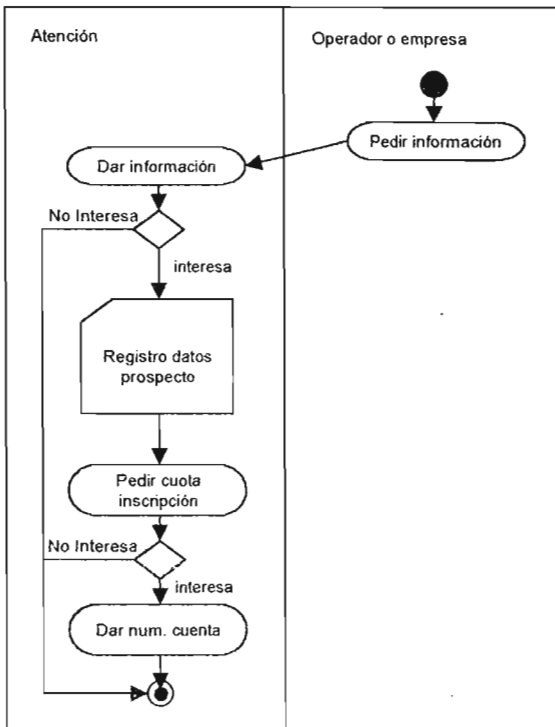 Atención
Operador o empresa
Pedir información
Dar información
No Interesa
interesa
Registro datos
prospecto
Pedir cuota
inscripción
No Interesa
interesa
Dar num. cuenta